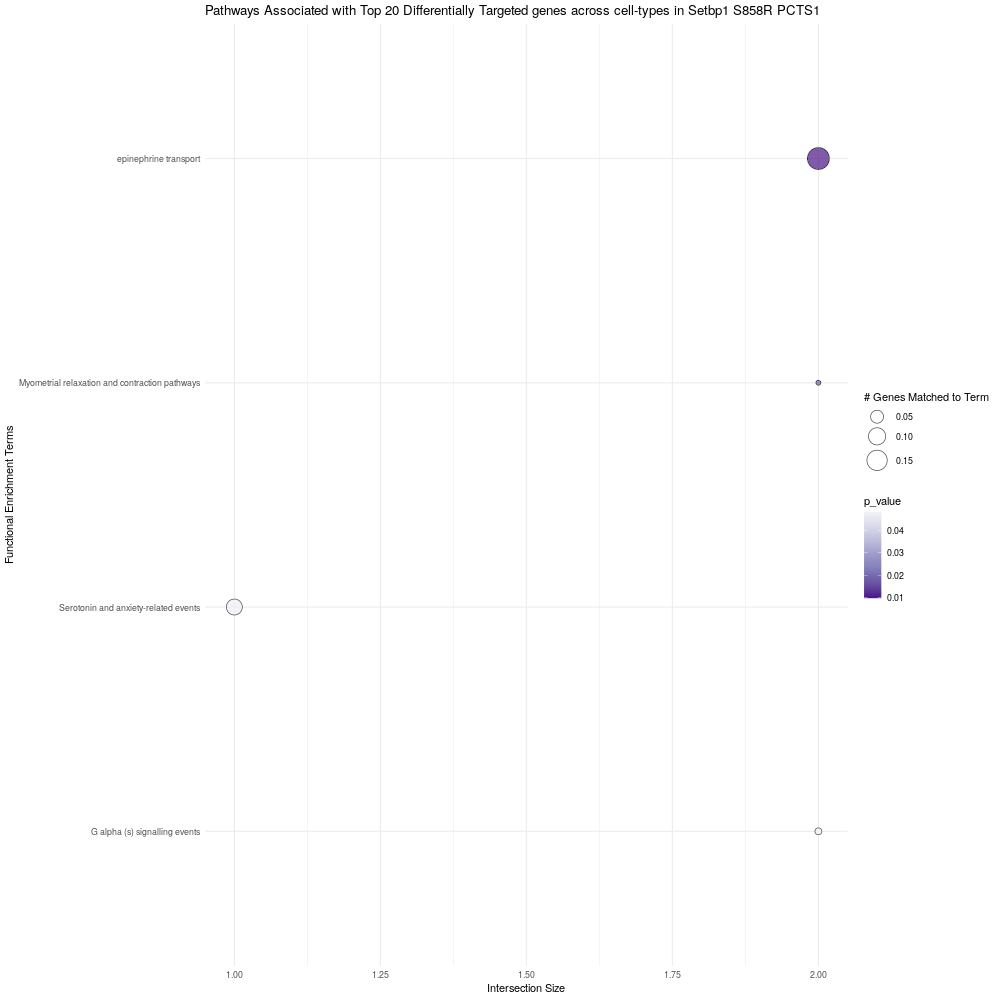 Pathways Associated with Top 20 Differentially Targeted genes across cell-types in Setbp1 S858R PCTS1
Functional Enrichment Terms
epinephrine transport
Myometrial relaxation and contraction pathways
Serotonin and anxiety-related events
G alpha (s) signalling events
1.00
1.25
1.50
1.75
2.00
Intersection Size
# Genes Matched to Term
0.05
0.10
0.15
p_value
0.04
0.03
0.02
0.01